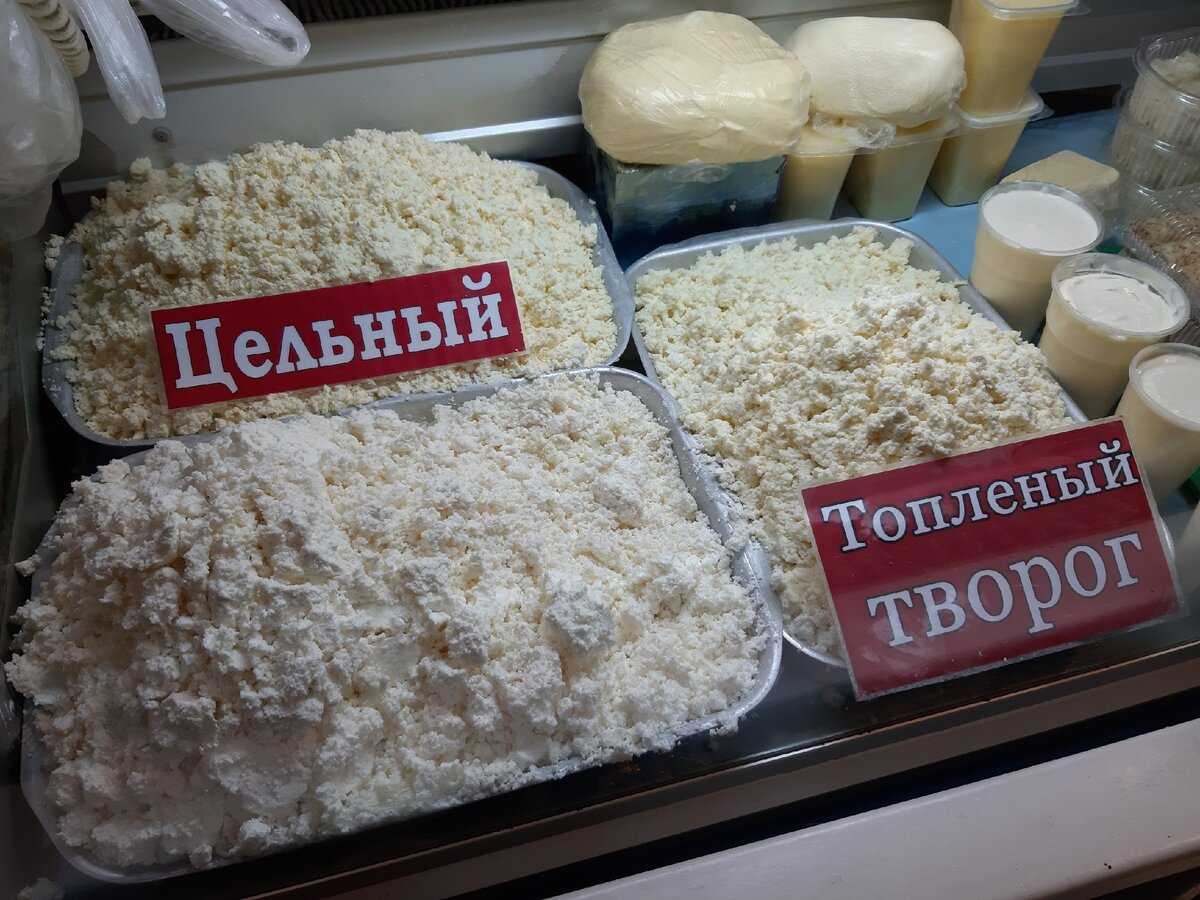 Цельный
Топленый
творог